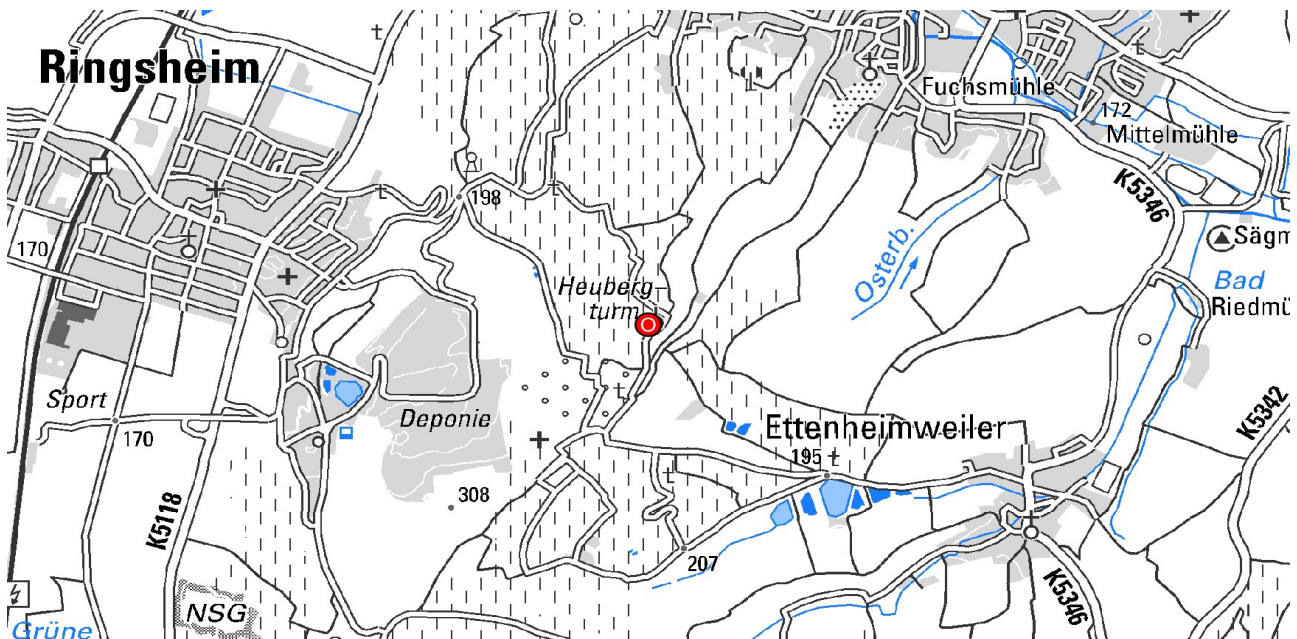 Ringsheim
Fuchsmühle
172
Mittelmühle
K5346
198
170
Sägm
Osterb.
Heuberg-
turm
Bad
Riedmü
Sport
170
Deponie
K5342
Ettenheimweiler
195
K5118
308
207
K5346
NSG
Grüne